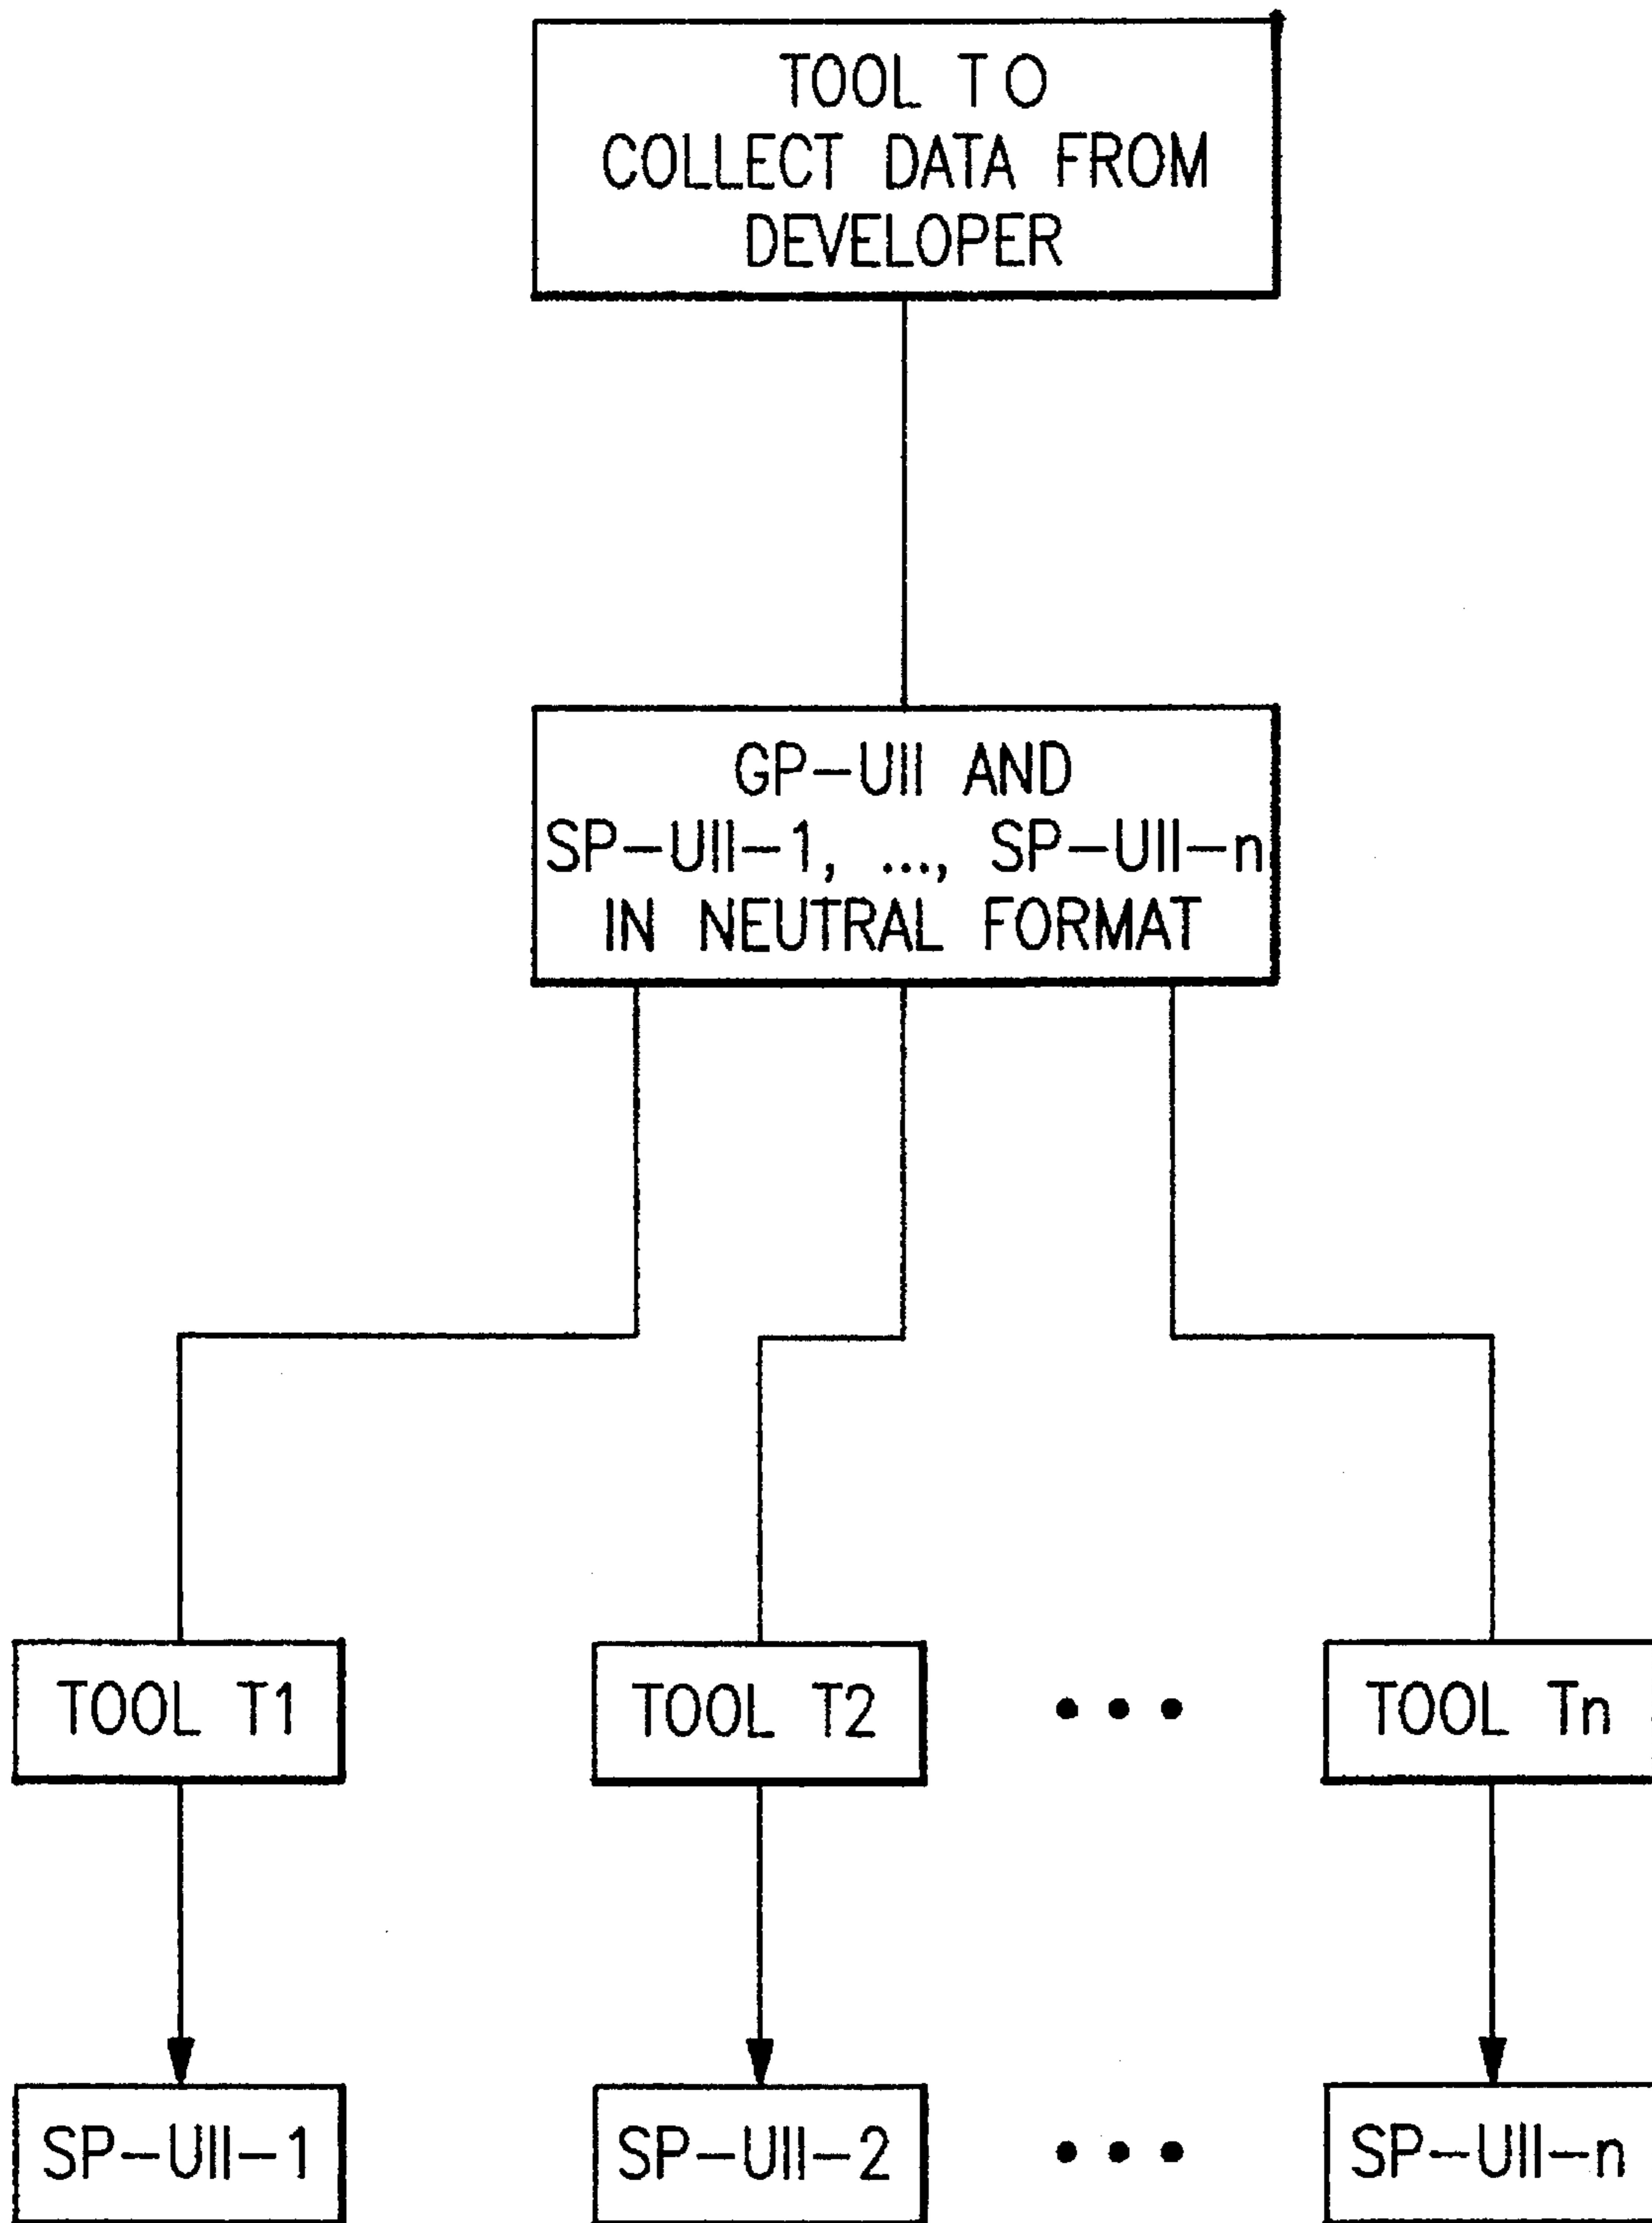 TOOL TO
COLLECT DATA FROM
DEVELOPER
GP-UII AND
SP-UII-1, ..., SP-UII-n
IN NEUTRAL FORMAT
TOOL T1
TOOL T2
• • •
TOOL Tn
SP-UII-1
SP-UII-2
• • •
SP-UII-n